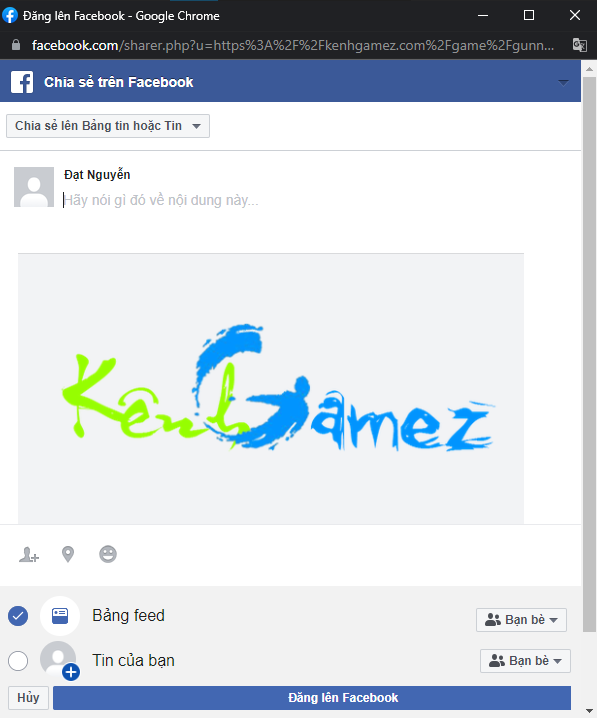 Đăng lên Facebook - Google Chrome
facebook.com/sharer.php?u=https%3A%2F%2Fkenhgamez.com%2Fgame%2Fgunn...
Chia sẻ trên Facebook
Chia sẻ lên Bảng tin hoặc Tin
Đạt Nguyễn
Hãy nói gì đó về nội dung này...
Kênh Gamez
Bảng feed
Bạn bè
Tin của bạn
Bạn bè
Hủy
Đăng lên Facebook